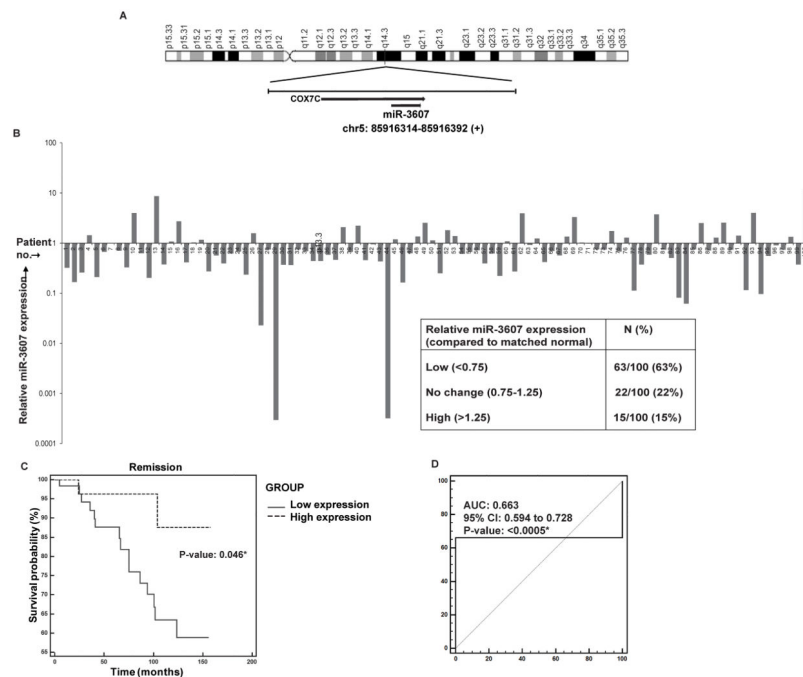 A
p15.33
p15.31
p15.2
p15.1
p14.3
p14.1
p13.3
p13.2
p13.1
p12
q11.2
q12.1
q12.3
q13.2
q13.3
q14.1
q14.3
q15
q21.1
q21.3
q23.1
q23.2
q23.3
q31.1
q31.2
q31.3
q32
q33.1
q33.2
q33.3
q34
q35.1
q35.2
q35.3
COX7C
miR-3607
chr5: 85916314-85916392 (+)
B
100
10
1
0.1
0.01
0.001
0.0001
Patient
no.→
Relative miR-3607 expression
Relative miR-3607 expression N (%)
(compared to matched normal)
Low (<0.75) 63/100 (63%)
No change (0.75-1.25) 22/100 (22%)
High (>1.25) 15/100 (15%)
C
Remission
100
95
90
85
80
75
70
65
60
55
Survival probability (%)
0 50 100 150 200
Time (months)
P-value: 0.046*
GROUP
Low expression
High expression
D
AUC: 0.663
95% CI: 0.594 to 0.728
P-value: <0.0005*
100
80
60
40
20
0
0 20 40 60 80 100